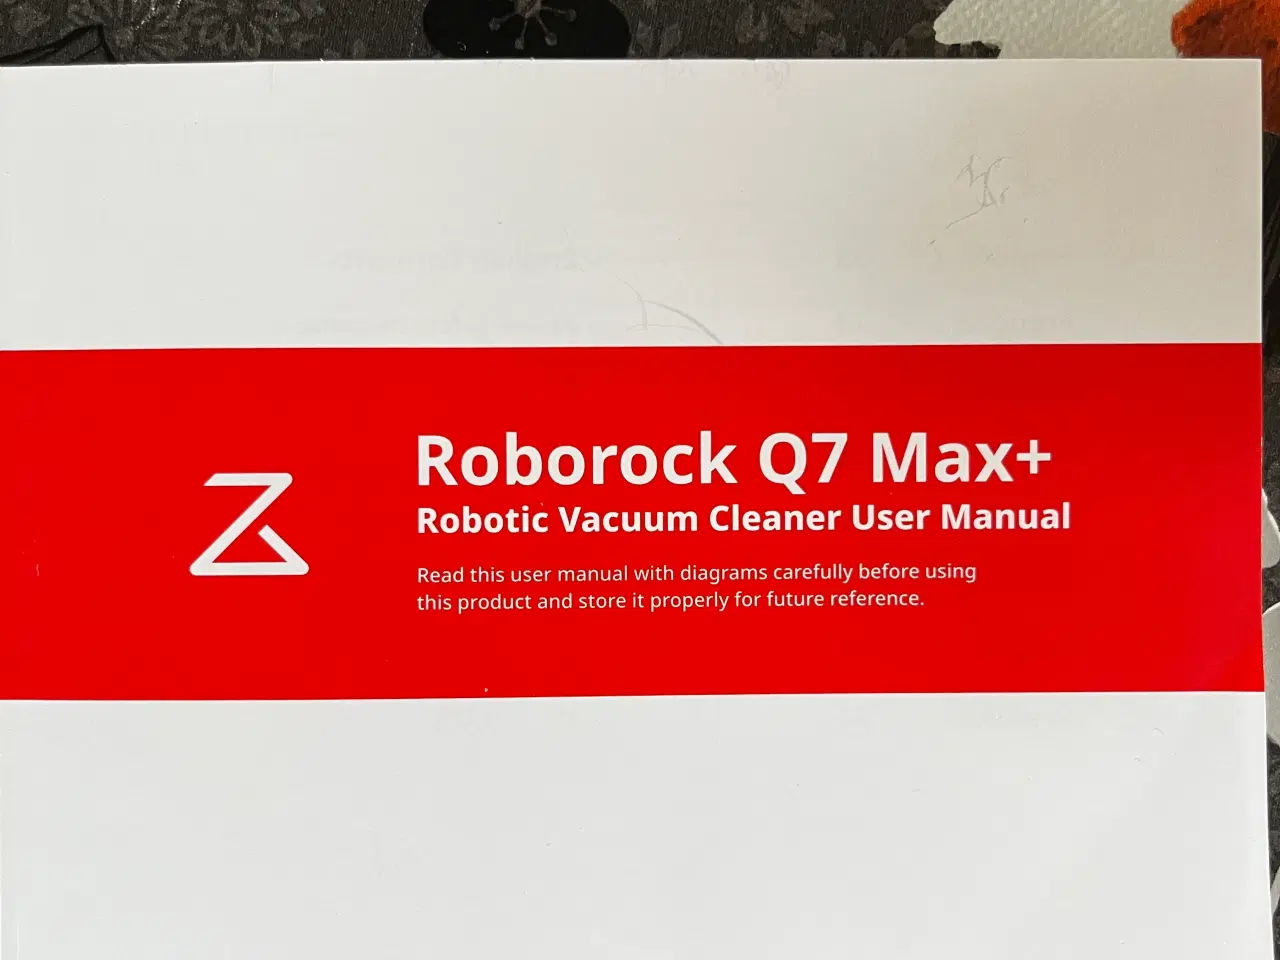 Roborock Q7 Max+
Robotic Vacuum Cleaner User Manual
Read this user manual with diagrams carefully before using
this product and store it properly for future reference.